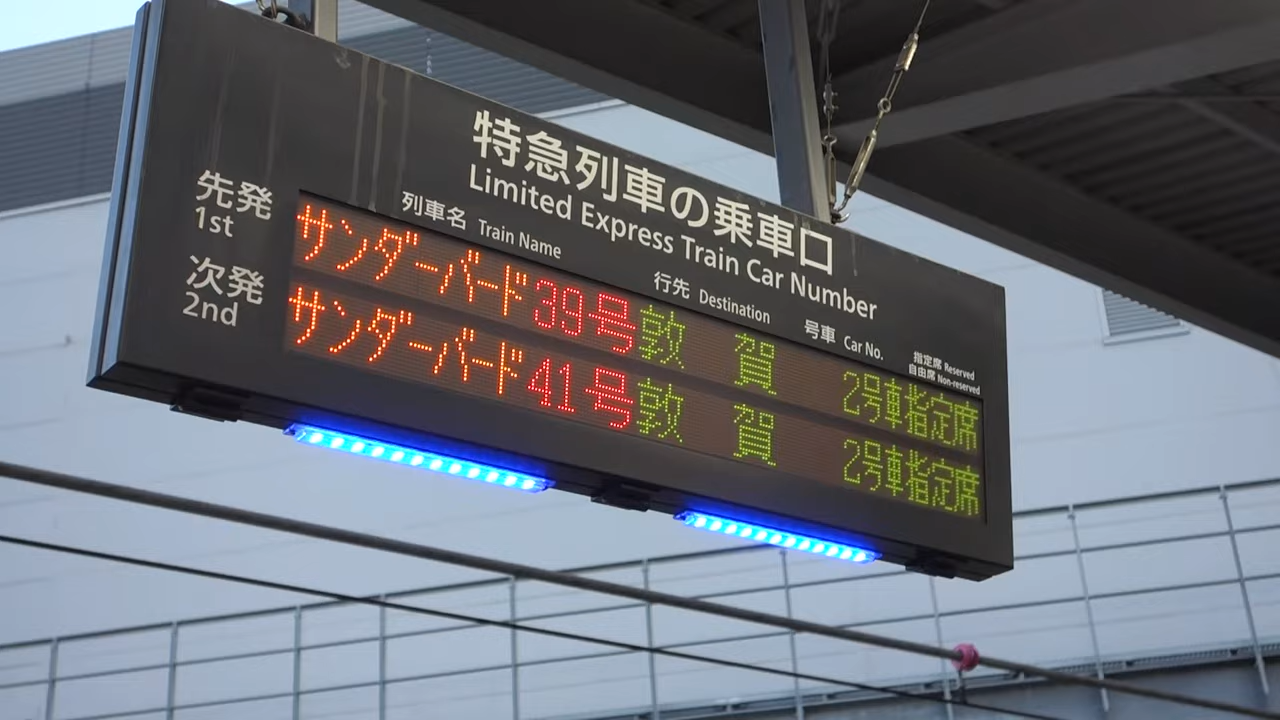 特急列車の乗車口
Limited Express Train Car Number
列車名 Train Name
行先 Destination
号車 Car No.
指定席 Reserved
自由席 Non-reserved
先発
1st
サンダーバード39号 敦賀 2号車指定席
次発
2nd
サンダーバード41号 敦賀 2号車指定席